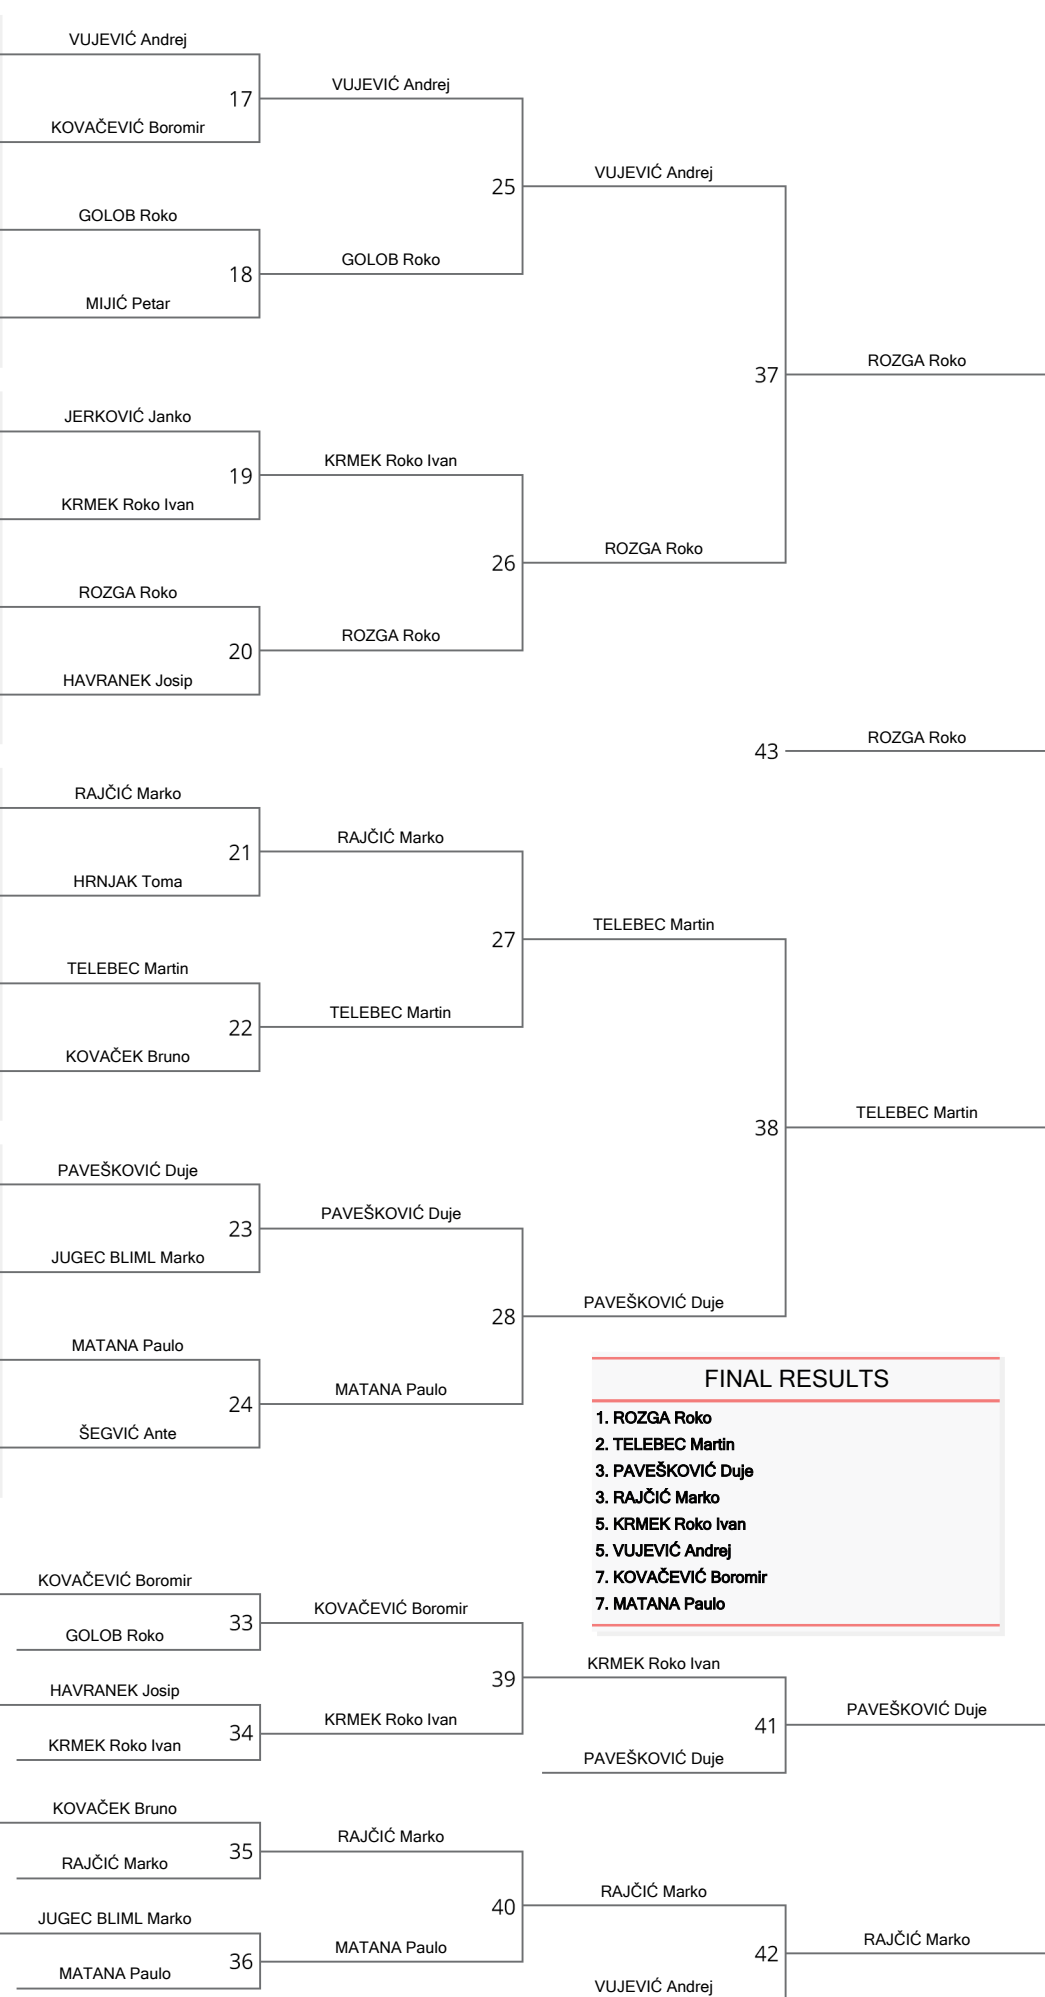 VUJEVIĆ Andrej
VUJEVIĆ Andrej
17
KOVAČEVIĆ Boromir
VUJEVIĆ Andrej
25
GOLOB Roko
GOLOB Roko
18
MIJIĆ Petar
ROZGA Roko
37
JERKOVIĆ Janko
KRMEK Roko Ivan
19
KRMEK Roko Ivan
ROZGA Roko
26
ROZGA Roko
ROZGA Roko
20
HAVRANEK Josip
ROZGA Roko
43
RAJČIĆ Marko
RAJČIĆ Marko
21
HRNJAK Toma
TELEBEC Martin
27
TELEBEC Martin
TELEBEC Martin
22
KOVAČEK Bruno
TELEBEC Martin
38
PAVEŠKOVIĆ Duje
PAVEŠKOVIĆ Duje
23
JUGEC BLIML Marko
PAVEŠKOVIĆ Duje
28
MATANA Paulo
MATANA Paulo
24
ŠEGVIĆ Ante
FINAL RESULTS
1. ROZGA Roko
2. TELEBEC Martin
3. PAVEŠKOVIĆ Duje
3. RAJČIĆ Marko
5. KRMEK Roko Ivan
5. VUJEVIĆ Andrej
7. KOVAČEVIĆ Boromir
7. MATANA Paulo
KOVAČEVIĆ Boromir
KOVAČEVIĆ Boromir
33
GOLOB Roko
KRMEK Roko Ivan
39
HAVRANEK Josip
KRMEK Roko Ivan
34
KRMEK Roko Ivan
PAVEŠKOVIĆ Duje
41
PAVEŠKOVIĆ Duje
KOVAČEK Bruno
RAJČIĆ Marko
35
RAJČIĆ Marko
RAJČIĆ Marko
40
JUGEC BLIML Marko
MATANA Paulo
36
MATANA Paulo
RAJČIĆ Marko
42
VUJEVIĆ Andrej